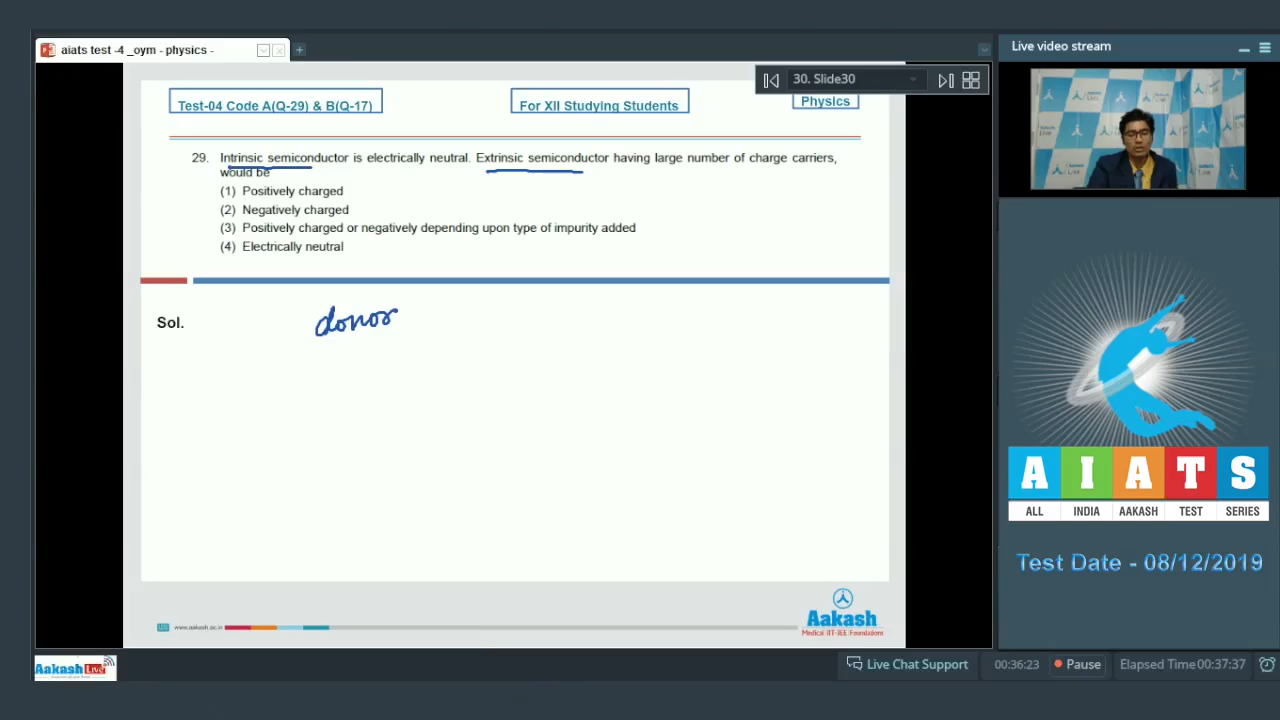 aiats test -4 _oym - physics -
Live video stream
30. Slide30
Test-04 Code A(Q-29) & B(Q-17)
For XII Studying Students
Physics
29. Intrinsic semiconductor is electrically neutral. Extrinsic semiconductor having large number of charge carriers,
would be
(1) Positively charged
(2) Negatively charged
(3) Positively charged or negatively depending upon type of impurity added
(4) Electrically neutral
Sol.
donor
A I A T S
ALL INDIA AAKASH TEST SERIES
Test Date - 08/12/2019
www.aakash.ac.in
Aakash
Medical|IIT-JEE|Foundations
Aakash Live
Live Chat Support
00:36:23
Pause
Elapsed Time 00:37:37